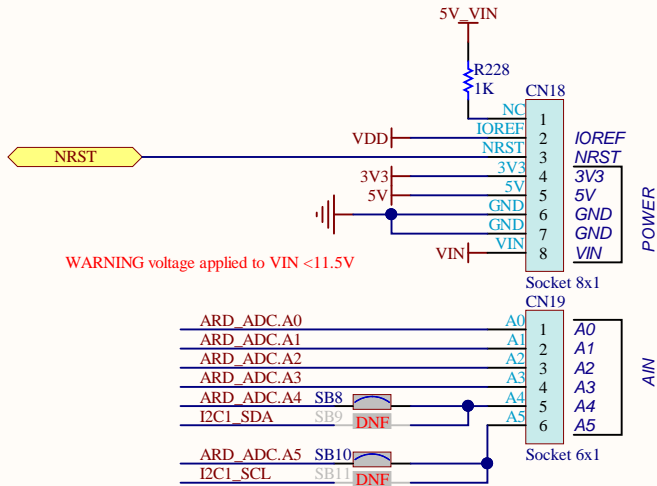 5V_VIN
R228
1K
CN18
NC 1
VDD IOREF 2 IOREF
NRST NRST 3 NRST
3V3 3V3 4 3V3
5V 5V 5 5V
GND 6 GND
GND 7 GND
VIN VIN 8 VIN
POWER
WARNING voltage applied to VIN <11.5V
Socket 8x1
CN19
ARD_ADC.A0 A0 1 A0
ARD_ADC.A1 A1 2 A1
ARD_ADC.A2 A2 3 A2
ARD_ADC.A3 A3 4 A3
ARD_ADC.A4 SB8 A4 5 A4
I2C1_SDA SB9 DNF A5 6 A5
AIN
Socket 6x1
ARD_ADC.A5 SB10
I2C1_SCL SB11 DNF